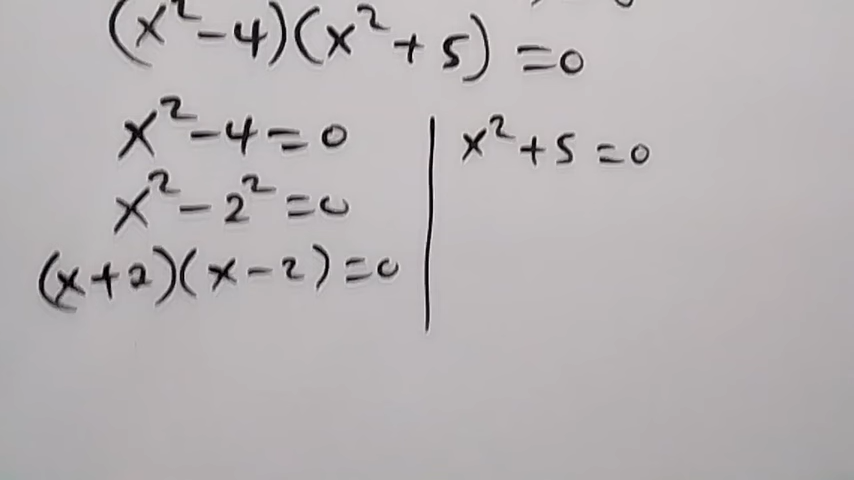 (x²-4)(x²+5)=0
x²-4=0
x²-2²=0
(x+2)(x-2)=0
x²+5=0